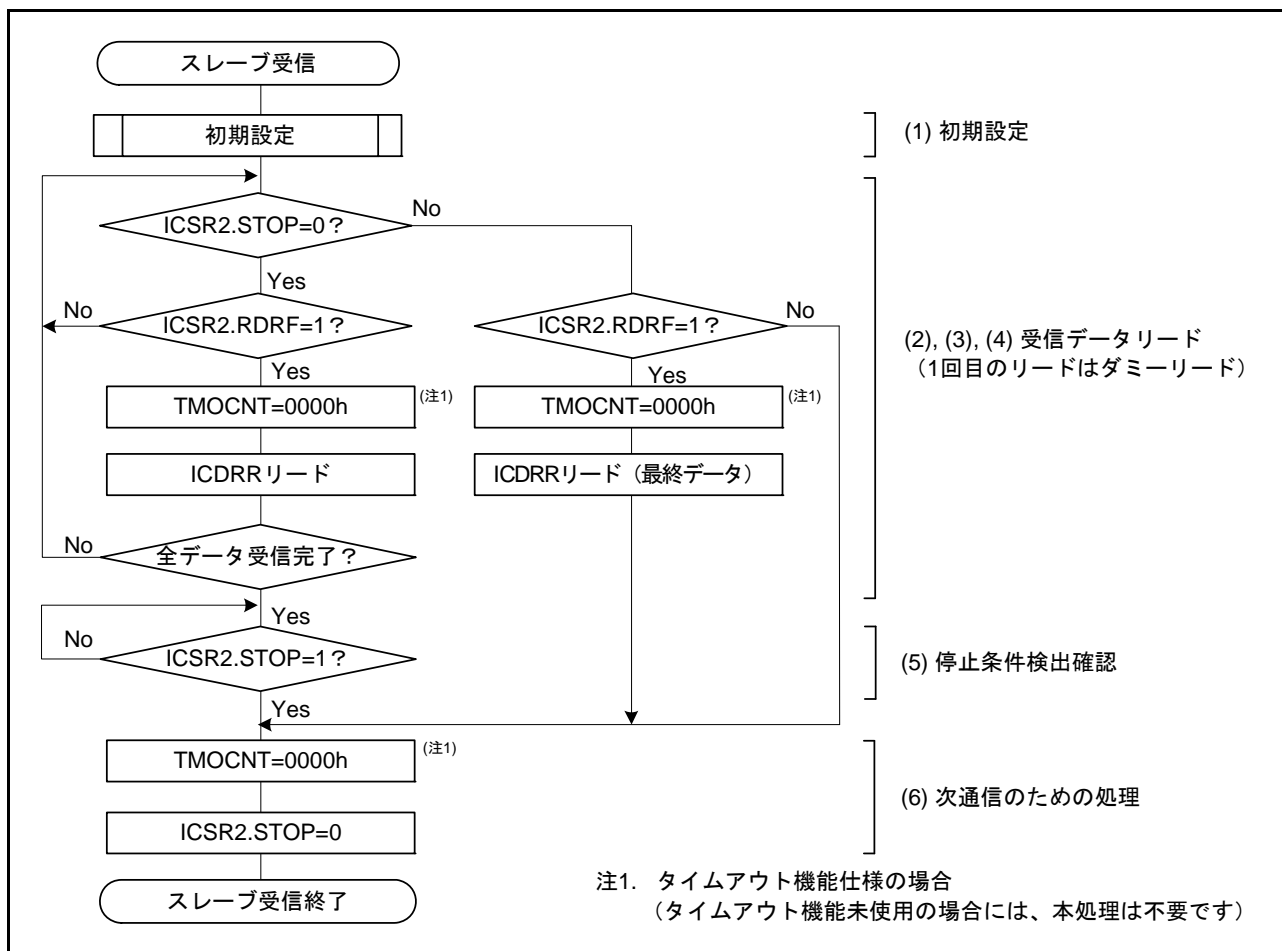 スレーブ受信
初期設定
(1) 初期設定
ICSR2.STOP=0？
No
Yes
No
ICSR2.RDRF=1？
ICSR2.RDRF=1？
No
(2), (3), (4) 受信データリード
（1回目のリードはダミーリード）
Yes
Yes
TMOCNT=0000h
(注1)
TMOCNT=0000h
(注1)
ICDRRリード
ICDRRリード（最終データ）
No
全データ受信完了？
Yes
No
ICSR2.STOP=1？
(5) 停止条件検出確認
Yes
TMOCNT=0000h
(注1)
(6) 次通信のための処理
ICSR2.STOP=0
スレーブ受信終了
注1. タイムアウト機能仕様の場合
（タイムアウト機能未使用の場合には、本処理は不要です）